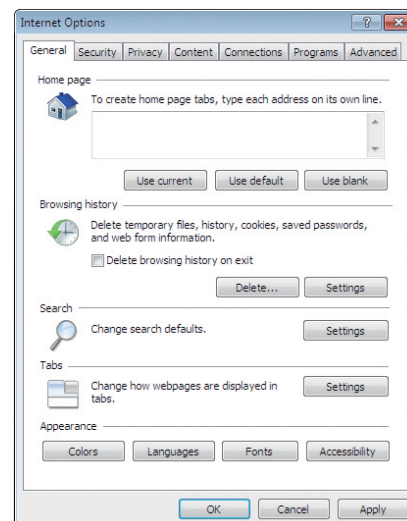 Internet Options
General Security Privacy Content Connections Programs Advanced
Home page
To create home page tabs, type each address on its own line.
Use current Use default Use blank
Browsing history
Delete temporary files, history, cookies, saved passwords,
and web form information.
Delete browsing history on exit
Delete... Settings
Search
Change search defaults. Settings
Tabs
Change how webpages are displayed in Settings
tabs.
Appearance
Colors Languages Fonts Accessibility
OK Cancel Apply